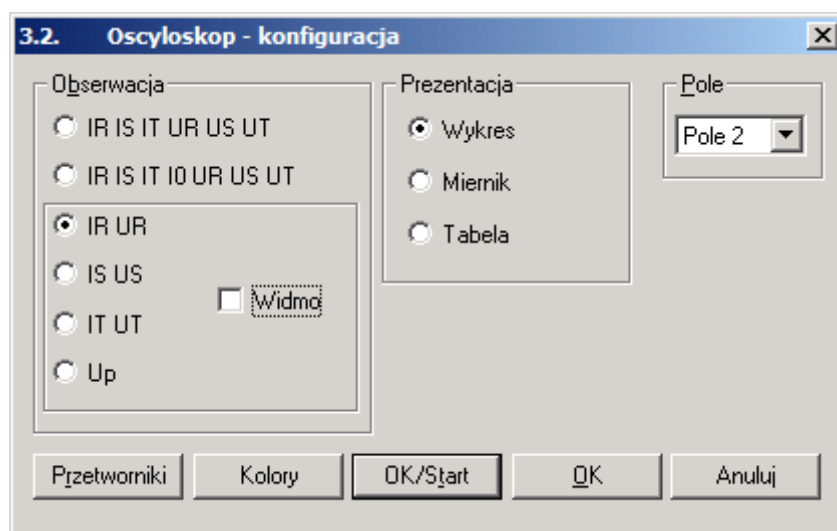 3.2. Oscyloskop - konfiguracja
Obserwacja
IR IS IT UR US UT
IR IS IT I0 UR US UT
IR UR
IS US
IT UT
Up
Widmo
Prezentacja
Wykres
Miernik
Tabela
Pole
Pole 2
Przetworniki
Kolory
OK/Start
OK
Anuluj